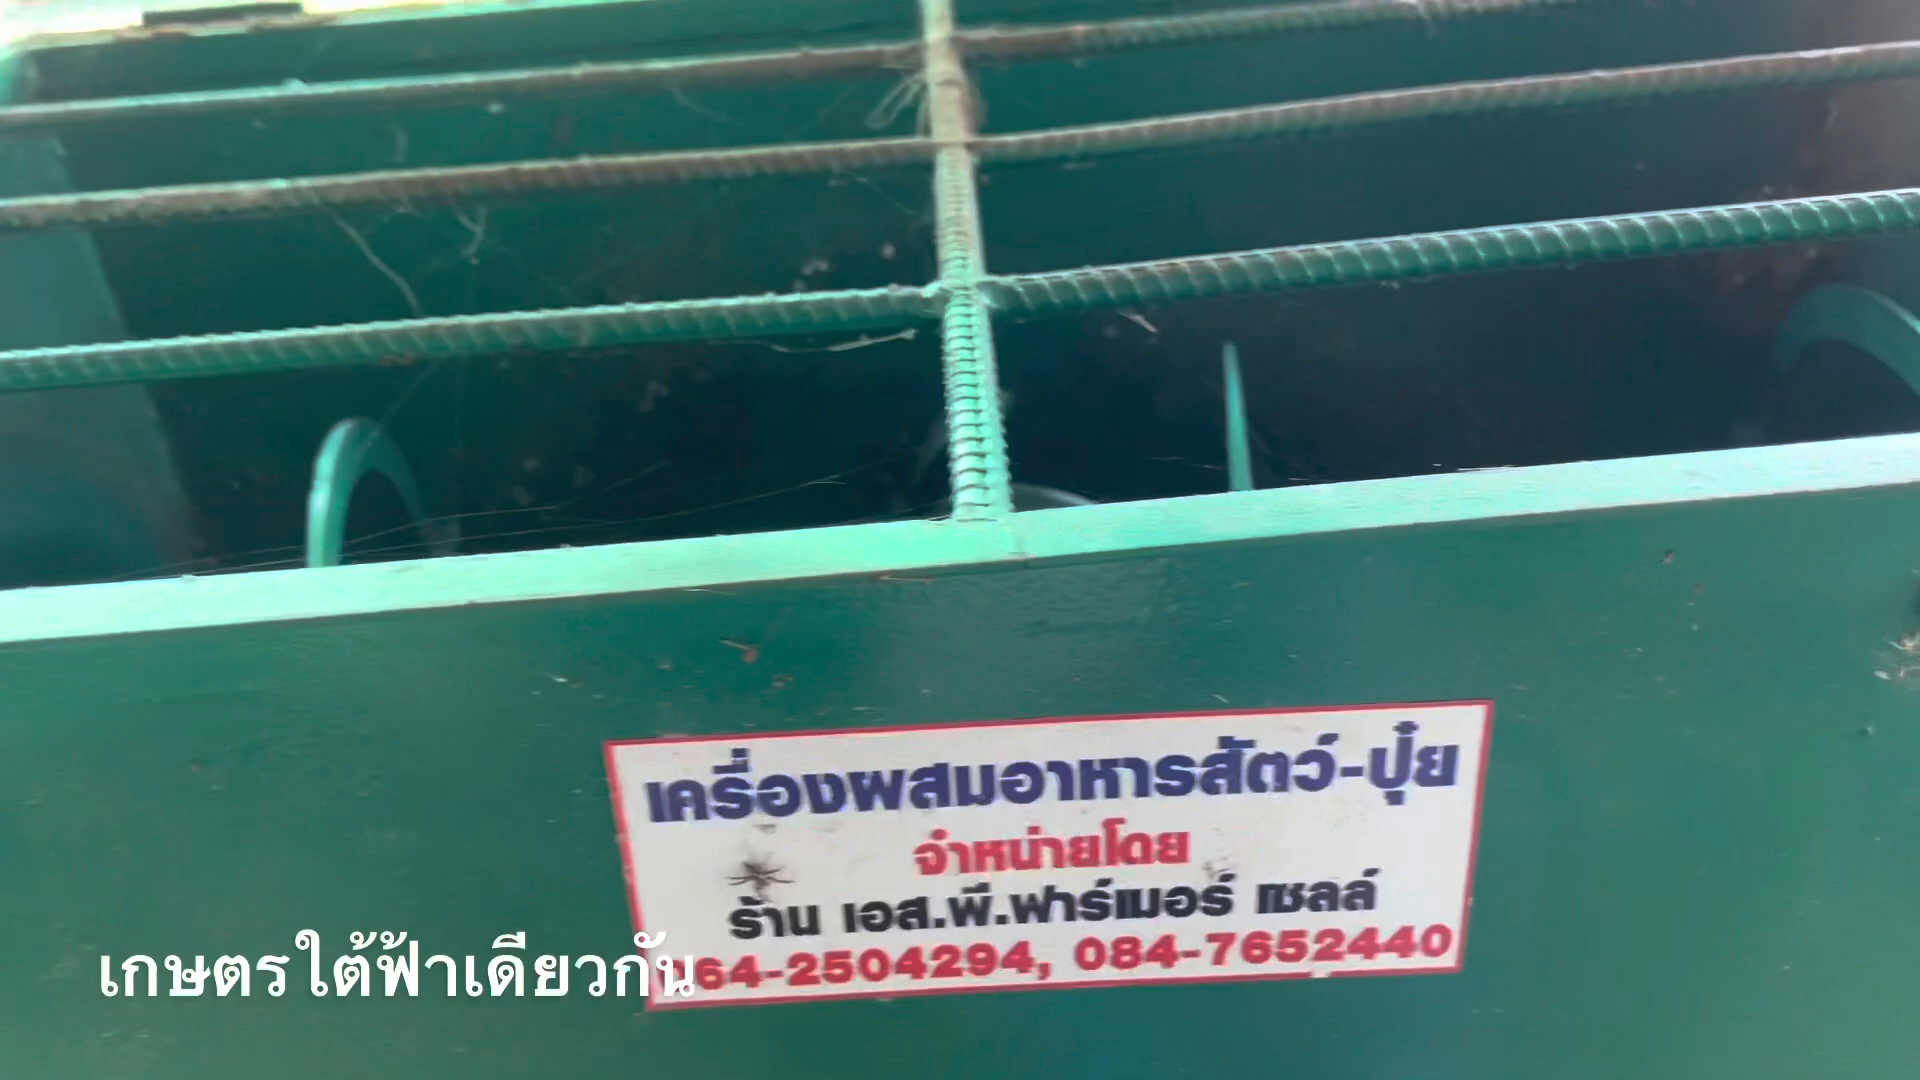 เครื่องผสมอาหารสัตว์-ปุ๋ย
จำหน่ายโดย
ร้าน เอส.พี.ฟาร์มเมอร์ เซลล์
064-2504294, 084-7652440
เกษตรใต้ฟ้าเดียวกัน